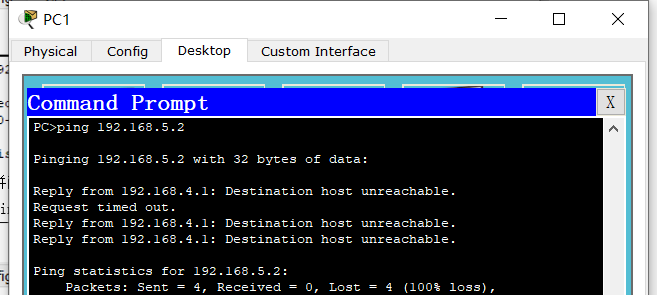 PC1
Physical Config Desktop Custom Interface
Command Prompt X
PC>ping 192.168.5.2
Pinging 192.168.5.2 with 32 bytes of data:
Reply from 192.168.4.1: Destination host unreachable.
Request timed out.
Reply from 192.168.4.1: Destination host unreachable.
Reply from 192.168.4.1: Destination host unreachable.
Ping statistics for 192.168.5.2:
Packets: Sent = 4, Received = 0, Lost = 4 (100% loss),